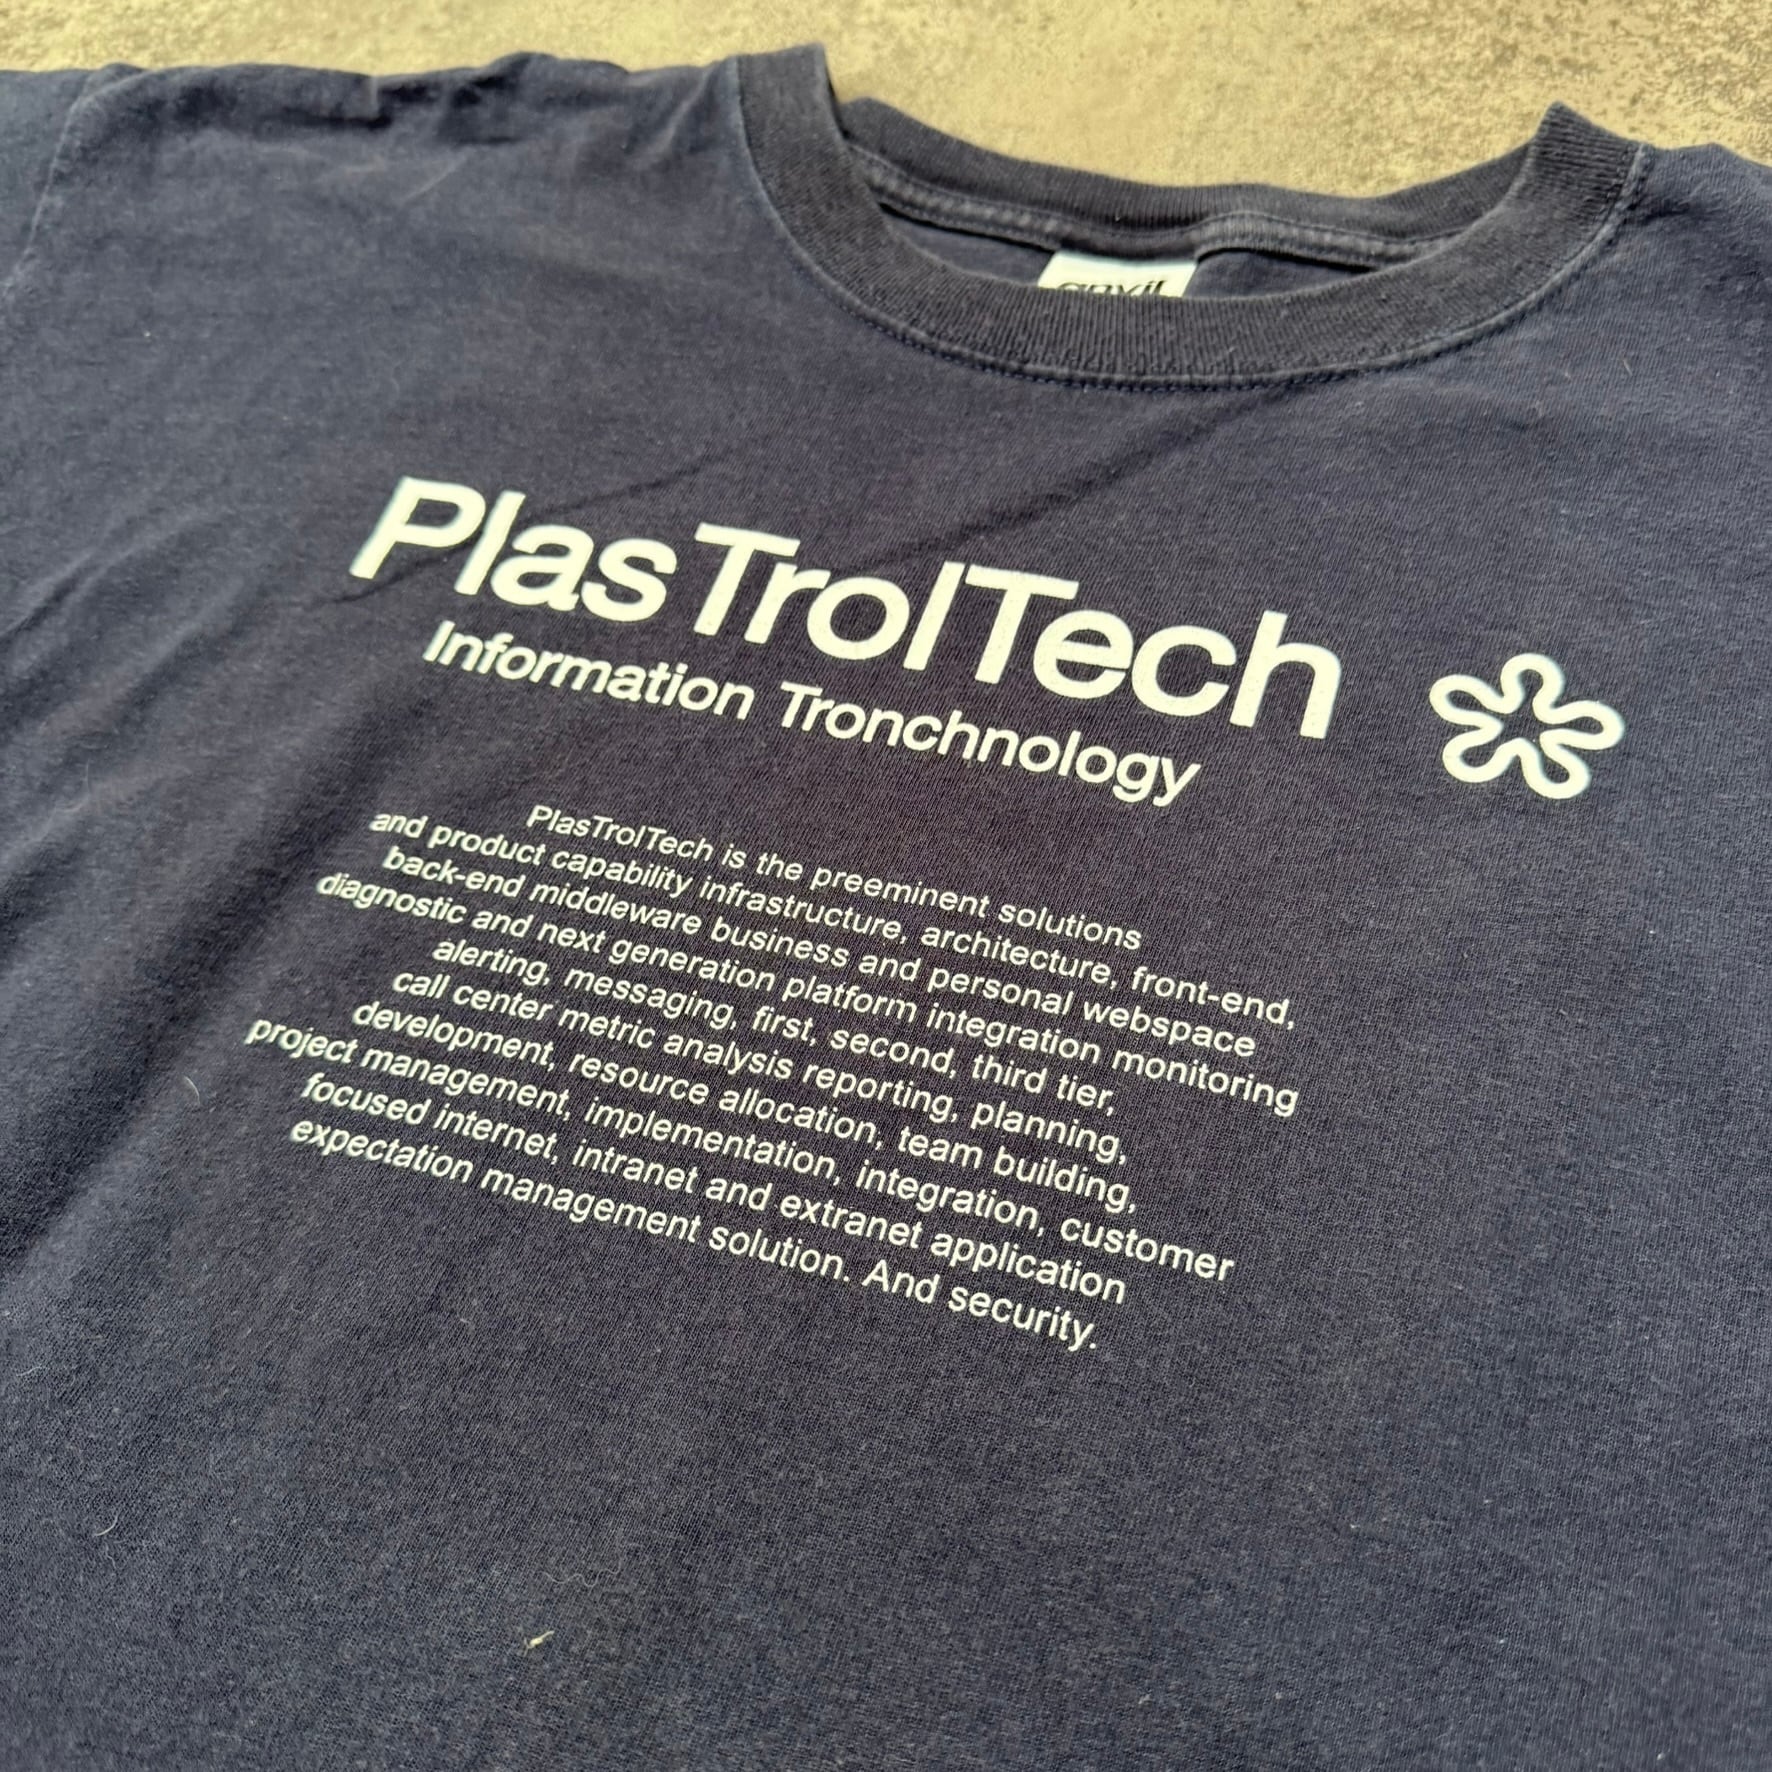 anvil
PlasTrolTech
Information Tronchnology
PlasTrolTech is the preeminent solutions
and product capability infrastructure, architecture, front-end,
back-end middleware business and personal webspace
diagnostic and next generation platform integration monitoring
alerting, messaging, first, second, third tier,
call center metric analysis reporting, planning,
development, resource allocation, team building,
project management, implementation, integration, customer
focused internet, intranet and extranet application
expectation management solution. And security.